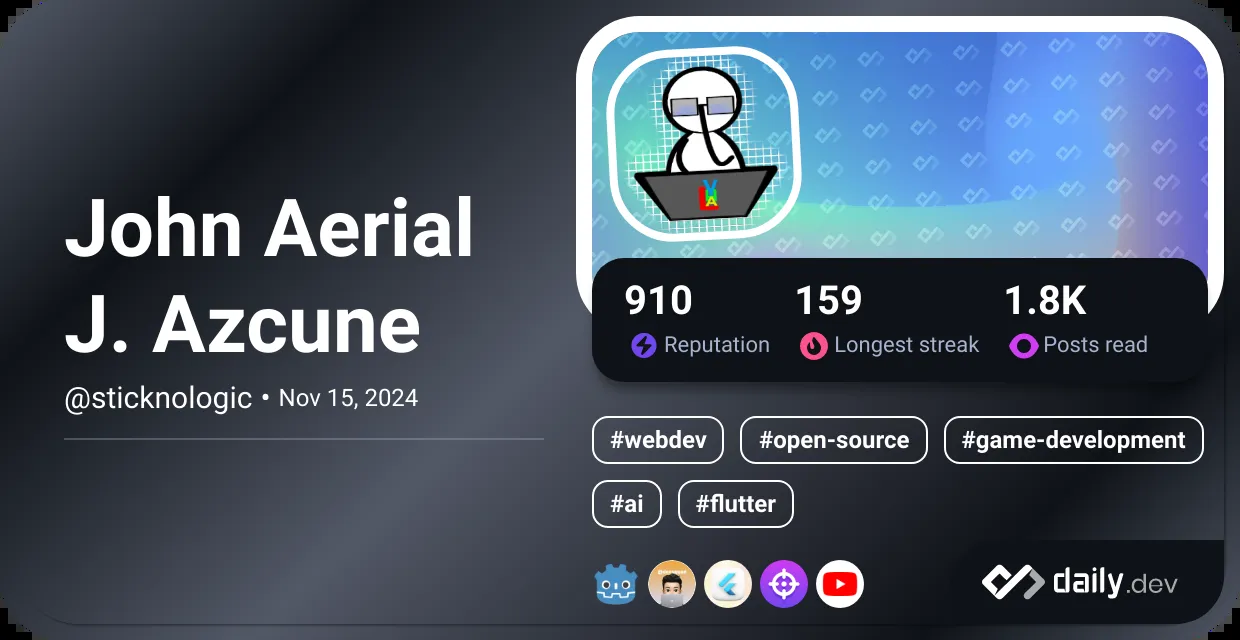 John Aerial
J. Azcune
@sticknologic • Nov 15, 2024
VLA
910
Reputation
159
Longest streak
1.8K
Posts read
#webdev
#open-source
#game-development
#ai
#flutter
daily.dev